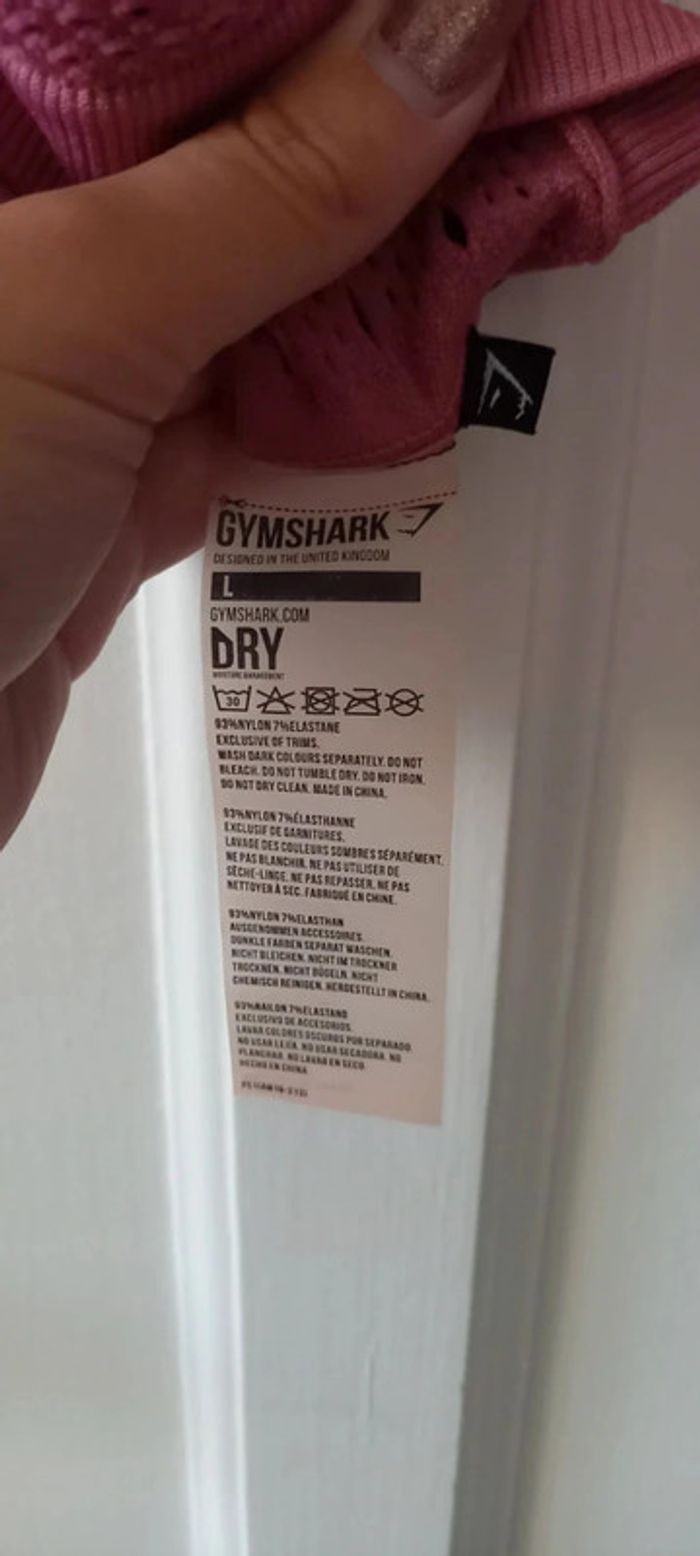 GYMSHARK
DESIGNED IN THE UNITED KINGDOM
L
GYMSHARK.COM
DRY
MOISTURE MANAGEMENT
30
93%NYLON 7%ELASTANE
EXCLUSIVE OF TRIMS.
WASH DARK COLOURS SEPARATELY. DO NOT
BLEACH. DO NOT TUMBLE DRY. DO NOT IRON.
DO NOT DRY CLEAN. MADE IN CHINA.
93%NYLON 7%ÉLASTHANNE
EXCLUSIF DE GARNITURES.
LAVAGE DES COULEURS SOMBRES SÉPARÉMENT.
NE PAS BLANCHIR. NE PAS UTILISER DE
SÈCHE-LINGE. NE PAS REPASSER. NE PAS
NETTOYER À SEC. FABRIQUÉ EN CHINE.
93%NYLON 7%ELASTHAN
AUSGENOMMEN ACCESSOIRES.
DUNKLE FARBEN SEPARAT WASCHEN.
NICHT BLEICHEN. NICHT IM TROCKNER
TROCKNEN. NICHT BÜGELN. NICHT
CHEMISCH REINIGEN. HERGESTELLT IN CHINA.
93%NAILON 7%ELASTANO
EXCLUSIVO DE ACCESORIOS.
LAVAR COLORES OSCUROS POR SEPARADO.
NO USAR LEJÍA. NO USAR SECADORA. NO
PLANCHAR. NO LAVAR EN SECO.
HECHO EN CHINA